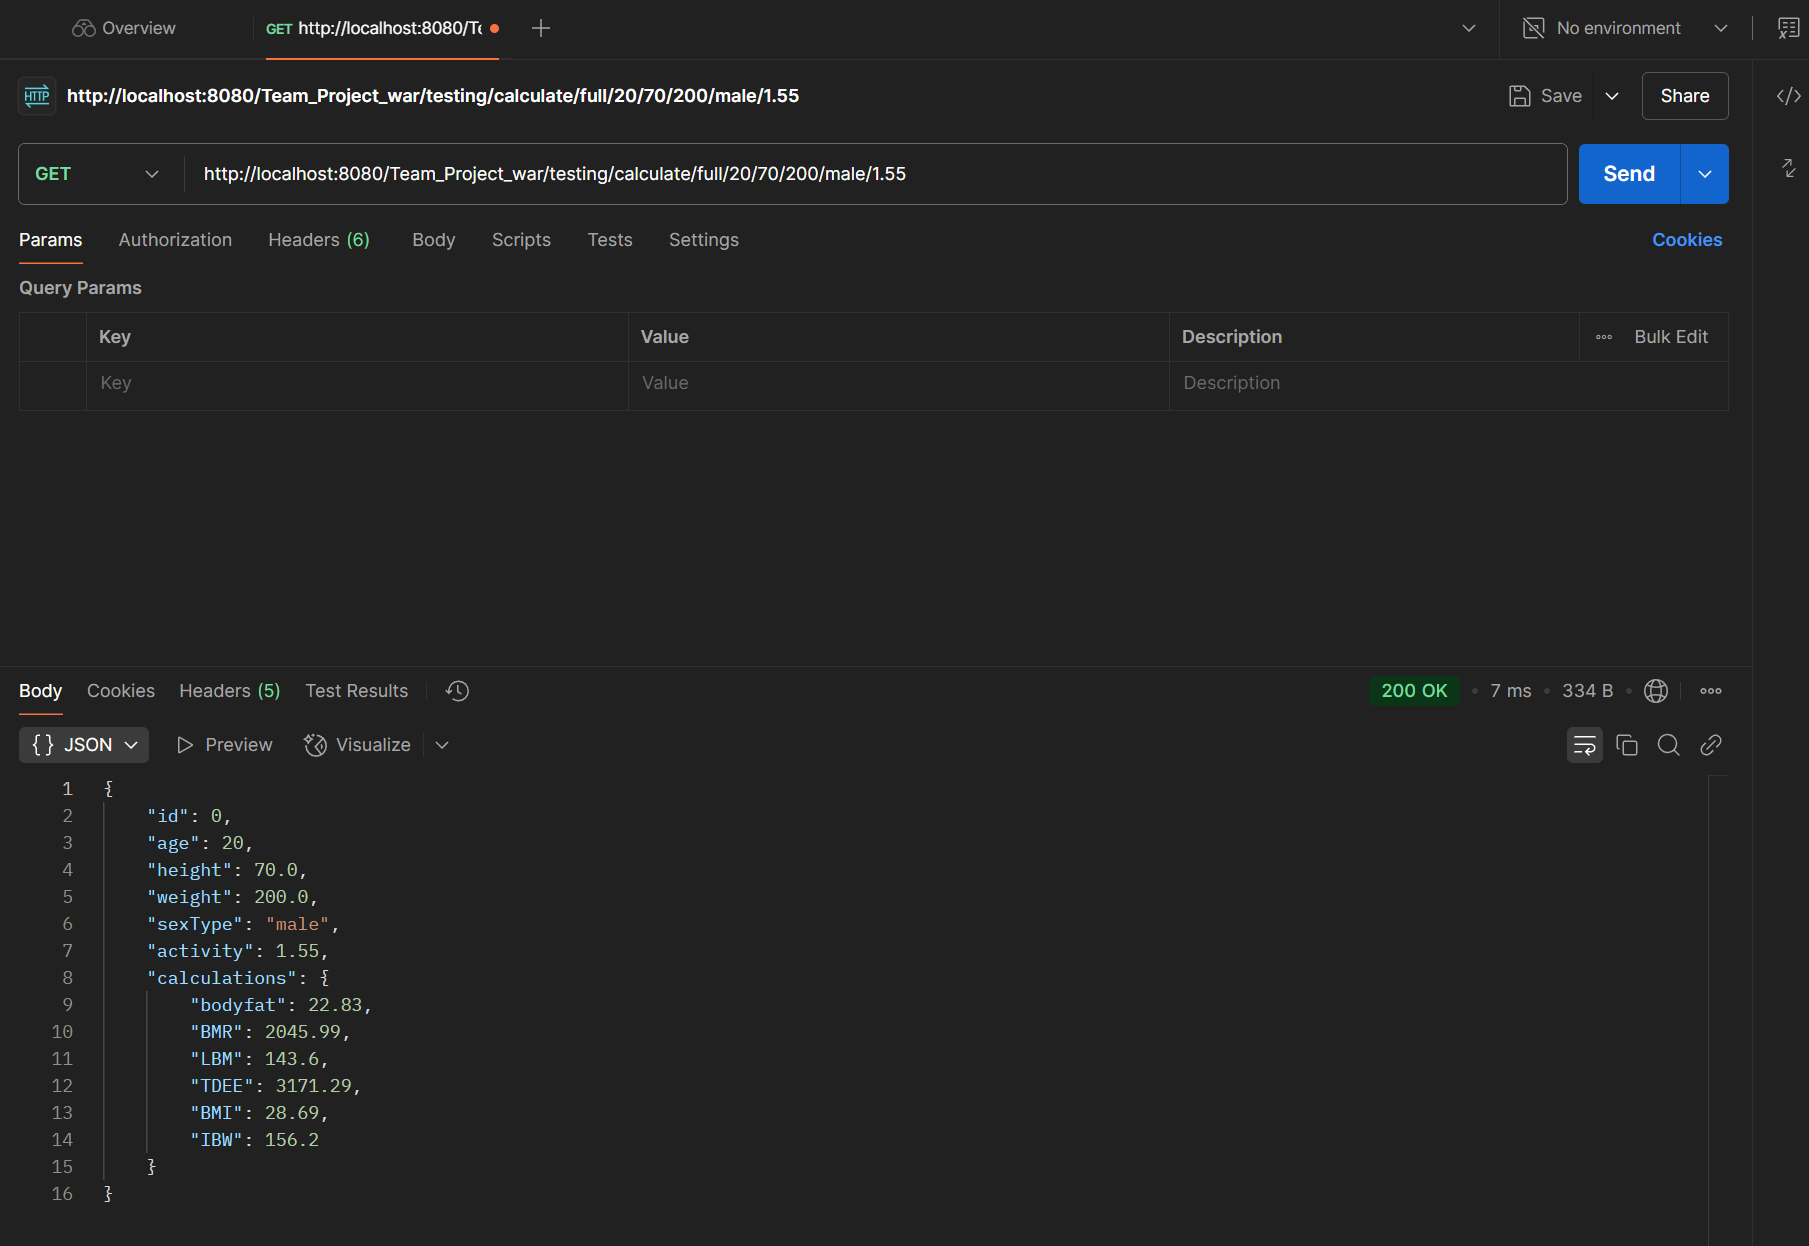 Overview
GET http://localhost:8080/T
No environment
HTTP http://localhost:8080/Team_Project_war/testing/calculate/full/20/70/200/male/1.55
Save
Share
GET http://localhost:8080/Team_Project_war/testing/calculate/full/20/70/200/male/1.55
Send
Params Authorization Headers (6) Body Scripts Tests Settings Cookies
Query Params
Key Value Description Bulk Edit
Key Value Description
Body Cookies Headers (5) Test Results 200 OK • 7 ms • 334 B
{} JSON Preview Visualize
1 {
2 "id": 0,
3 "age": 20,
4 "height": 70.0,
5 "weight": 200.0,
6 "sexType": "male",
7 "activity": 1.55,
8 "calculations": {
9 "bodyfat": 22.83,
10 "BMR": 2045.99,
11 "LBM": 143.6,
12 "TDEE": 3171.29,
13 "BMI": 28.69,
14 "IBW": 156.2
15 }
16 }